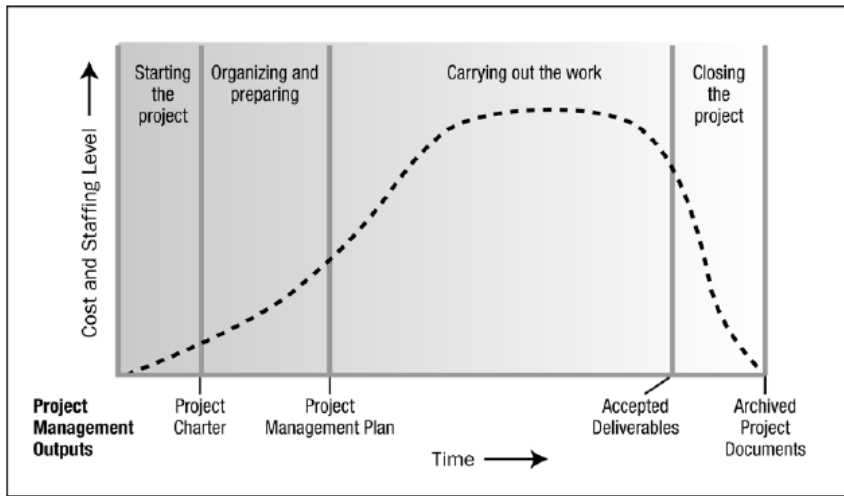 Starting
the
project
Organizing and
preparing
Carrying out the work
Closing
the
project
Cost and Staffing Level
Project
Management
Outputs
Project
Charter
Project
Management Plan
Accepted
Deliverables
Archived
Project
Documents
Time